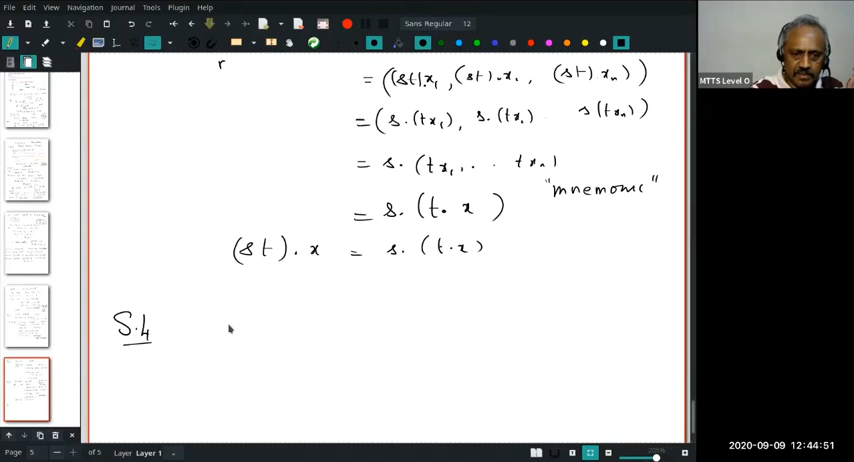 File Edit View Navigation Journal Tools Plugin Help
Sans Regular 12
r
= ((st).x₁, (st).x₂, (st).xₙ)
= (s.(tx₁), s.(tx₂) . s(txₙ)
= s.(tx₁, . . txₙ)
"mnemonic"
= s.(t. x )
(st).x = s.(t.x)
S.4
MTTS Level O
Page 5 of 5 Layer Layer 1
2020-09-09 12:44:51